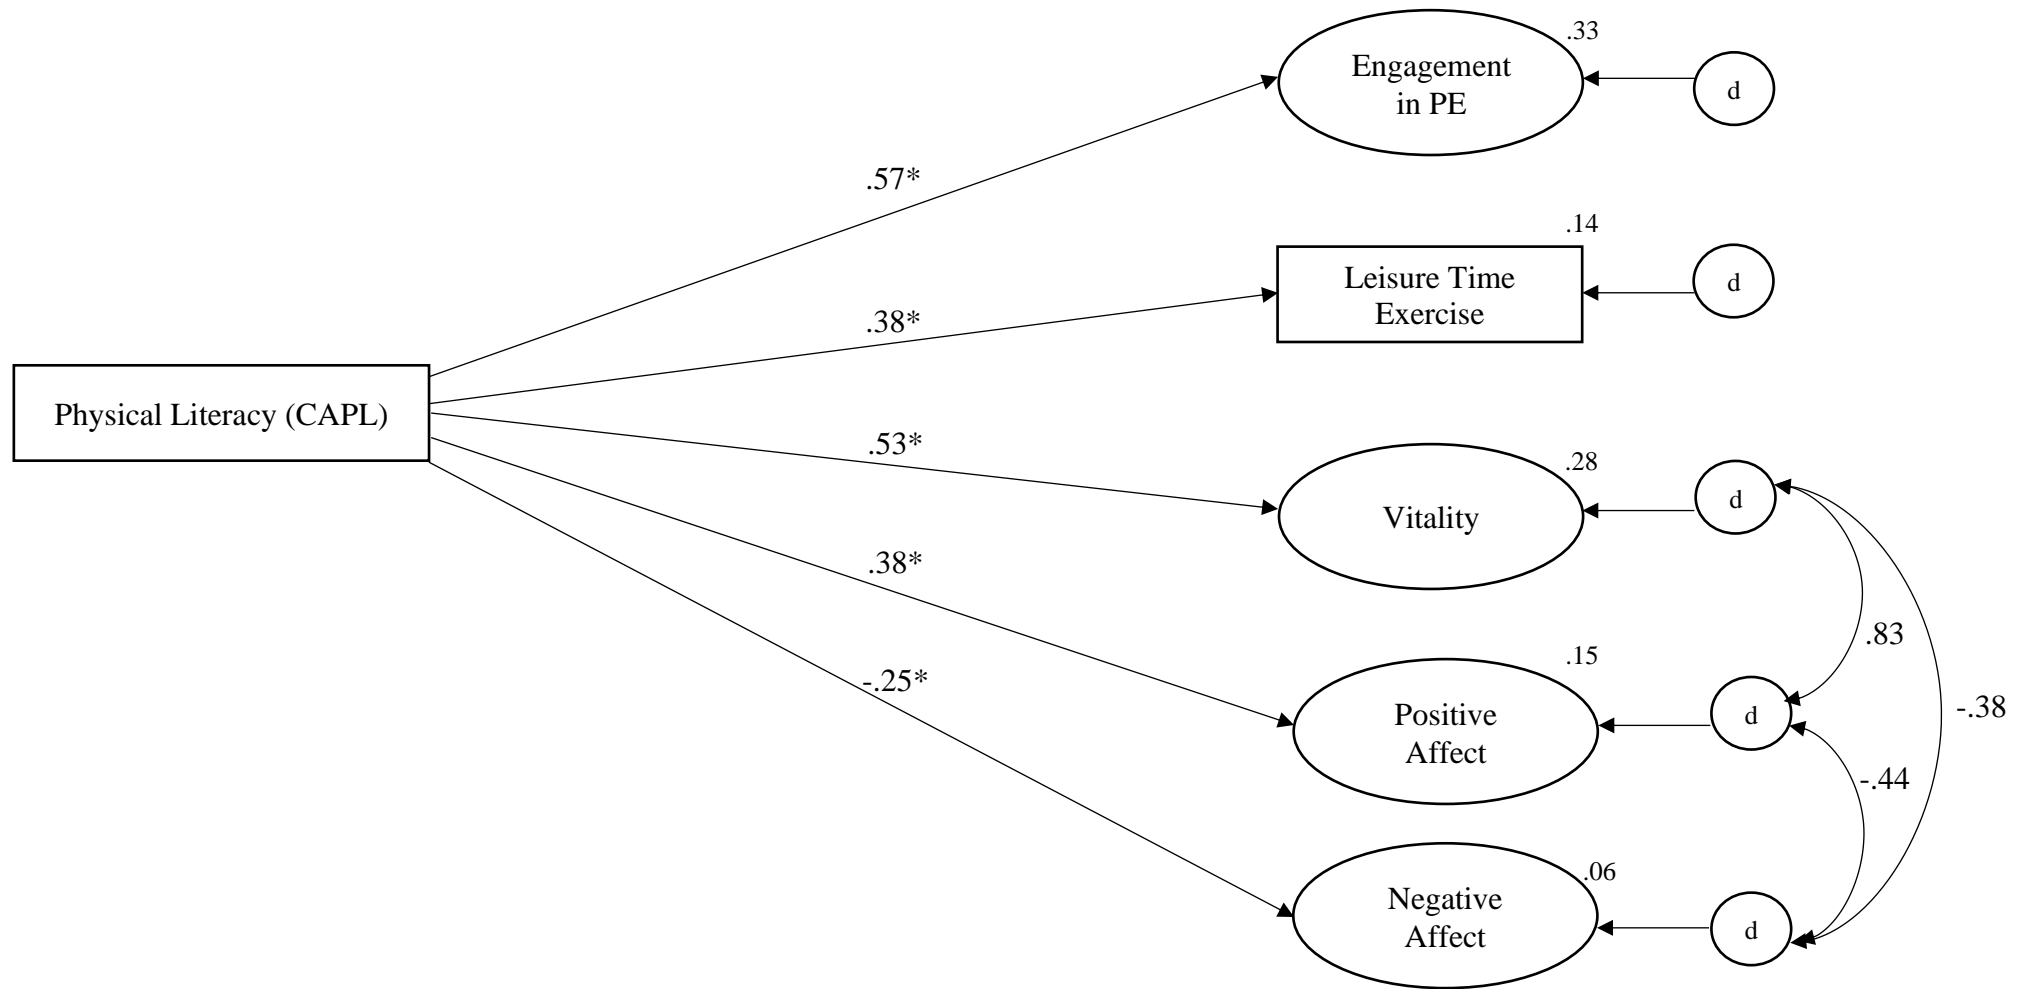 .33
Engagement
in PE
d
.57*
.14
Leisure Time
Exercise
d
.38*
Physical Literacy (CAPL)
.53*
.28
Vitality
d
.38*
.83
.15
-.25*
Positive
Affect
d
-.38
-.44
.06
Negative
Affect
d